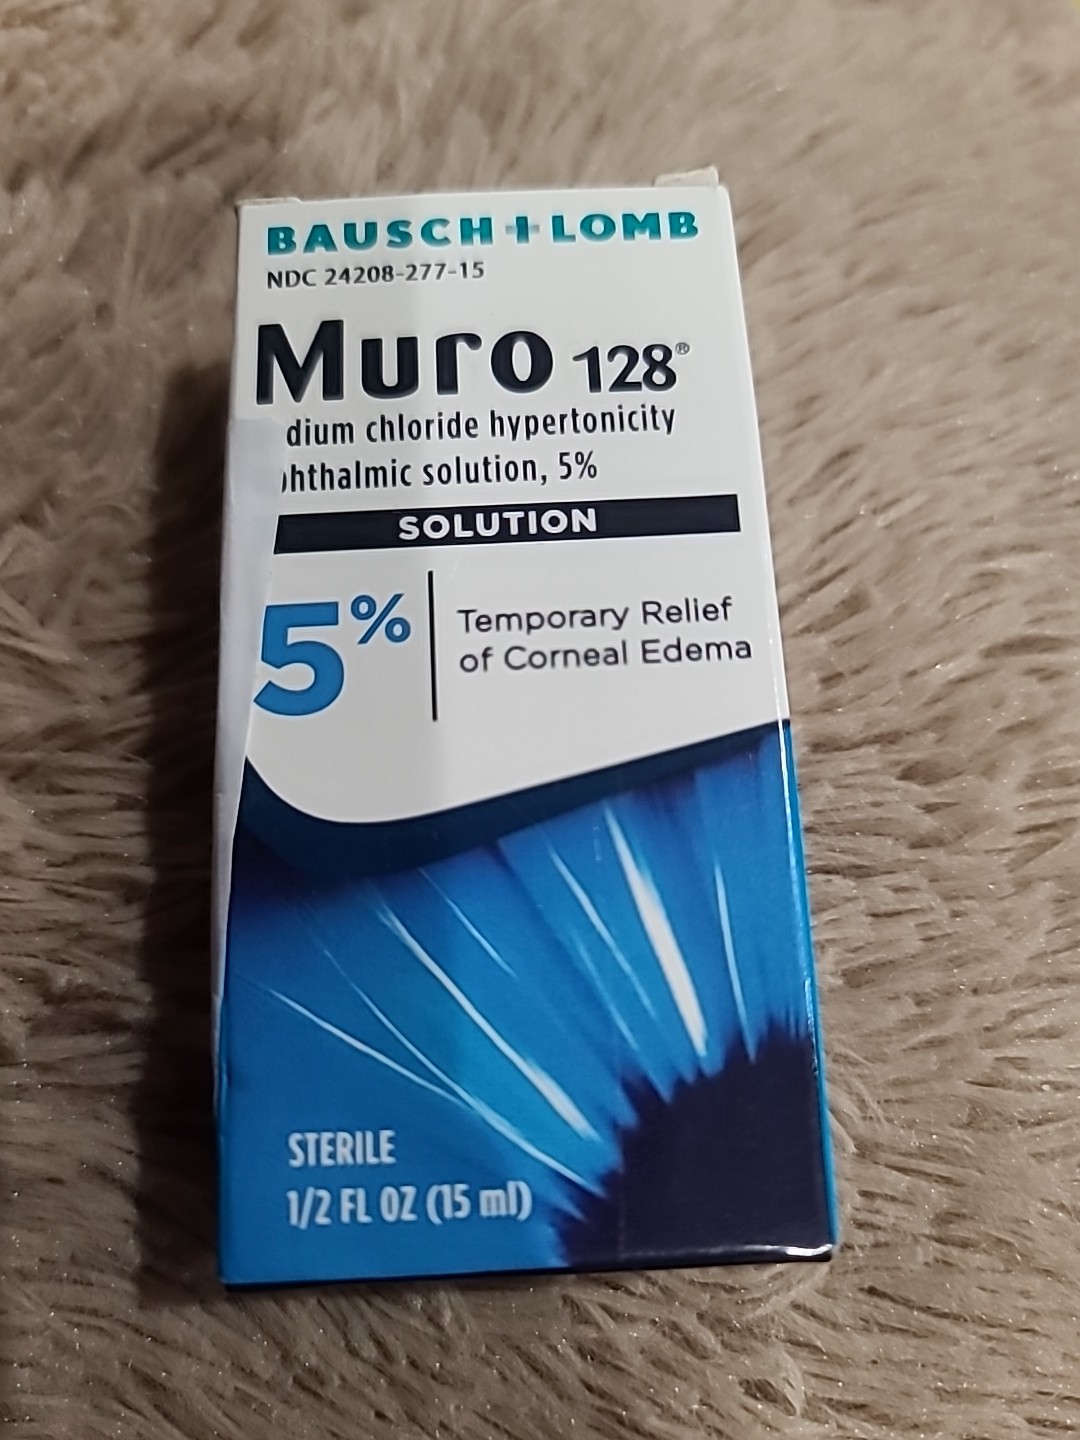 BAUSCH + LOMB
NDC 24208-277-15
Muro 128®
dium chloride hypertonicity
hthalmic solution, 5%
SOLUTION
5%
Temporary Relief
of Corneal Edema
STERILE
1/2 FL OZ (15 ml)